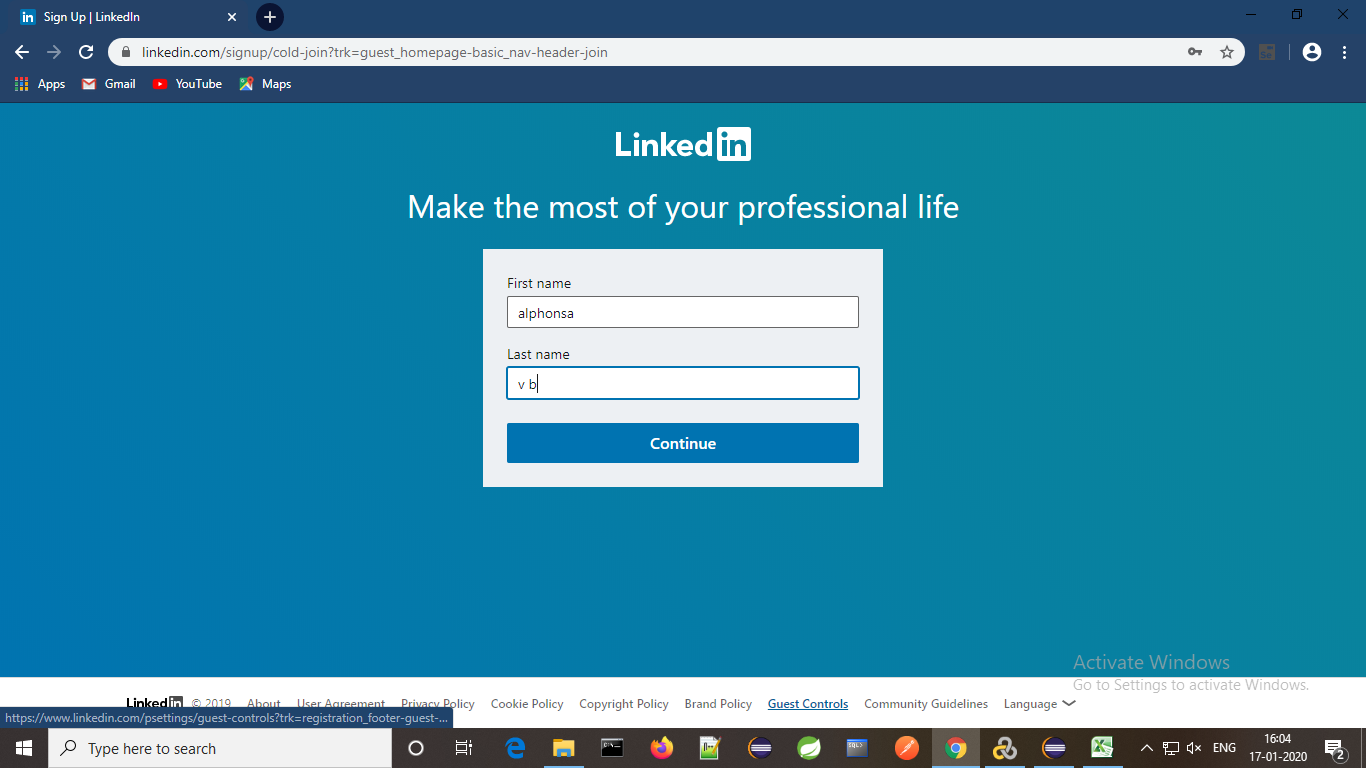 Sign Up | LinkedIn
linkedin.com/signup/cold-join?trk=guest_homepage-basic_nav-header-join
Apps Gmail YouTube Maps
Linked in
Make the most of your professional life
First name
alphonsa
Last name
v b
Continue
Activate Windows
Go to Settings to activate Windows.
Linked in © 2019 About User Agreement Privacy Policy Cookie Policy Copyright Policy Brand Policy Guest Controls Community Guidelines Language
https://www.linkedin.com/psettings/guest-controls?trk=registration_footer-guest-...
Type here to search
ENG
16:04
17-01-2020
2